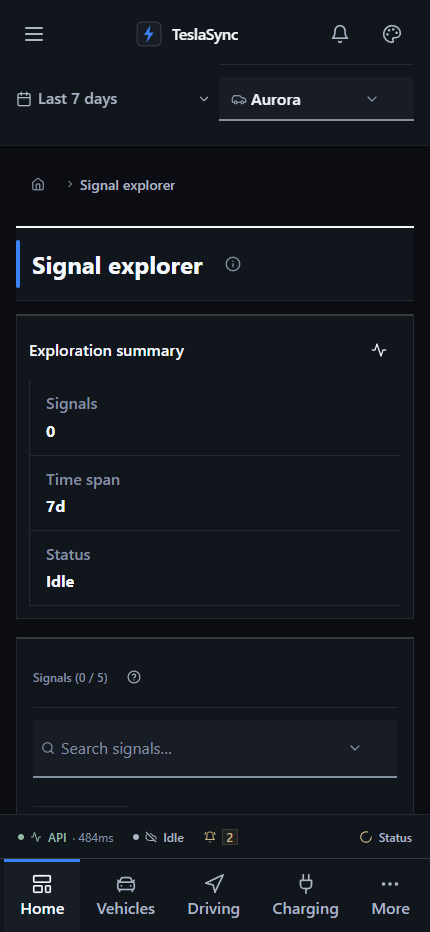 TeslaSync
Last 7 days
Aurora
Signal explorer
Signal explorer
Exploration summary
Signals
0
Time span
7d
Status
Idle
Signals (0 / 5)
Search signals...
API · 484ms Idle 2 Status
Home Vehicles Driving Charging More